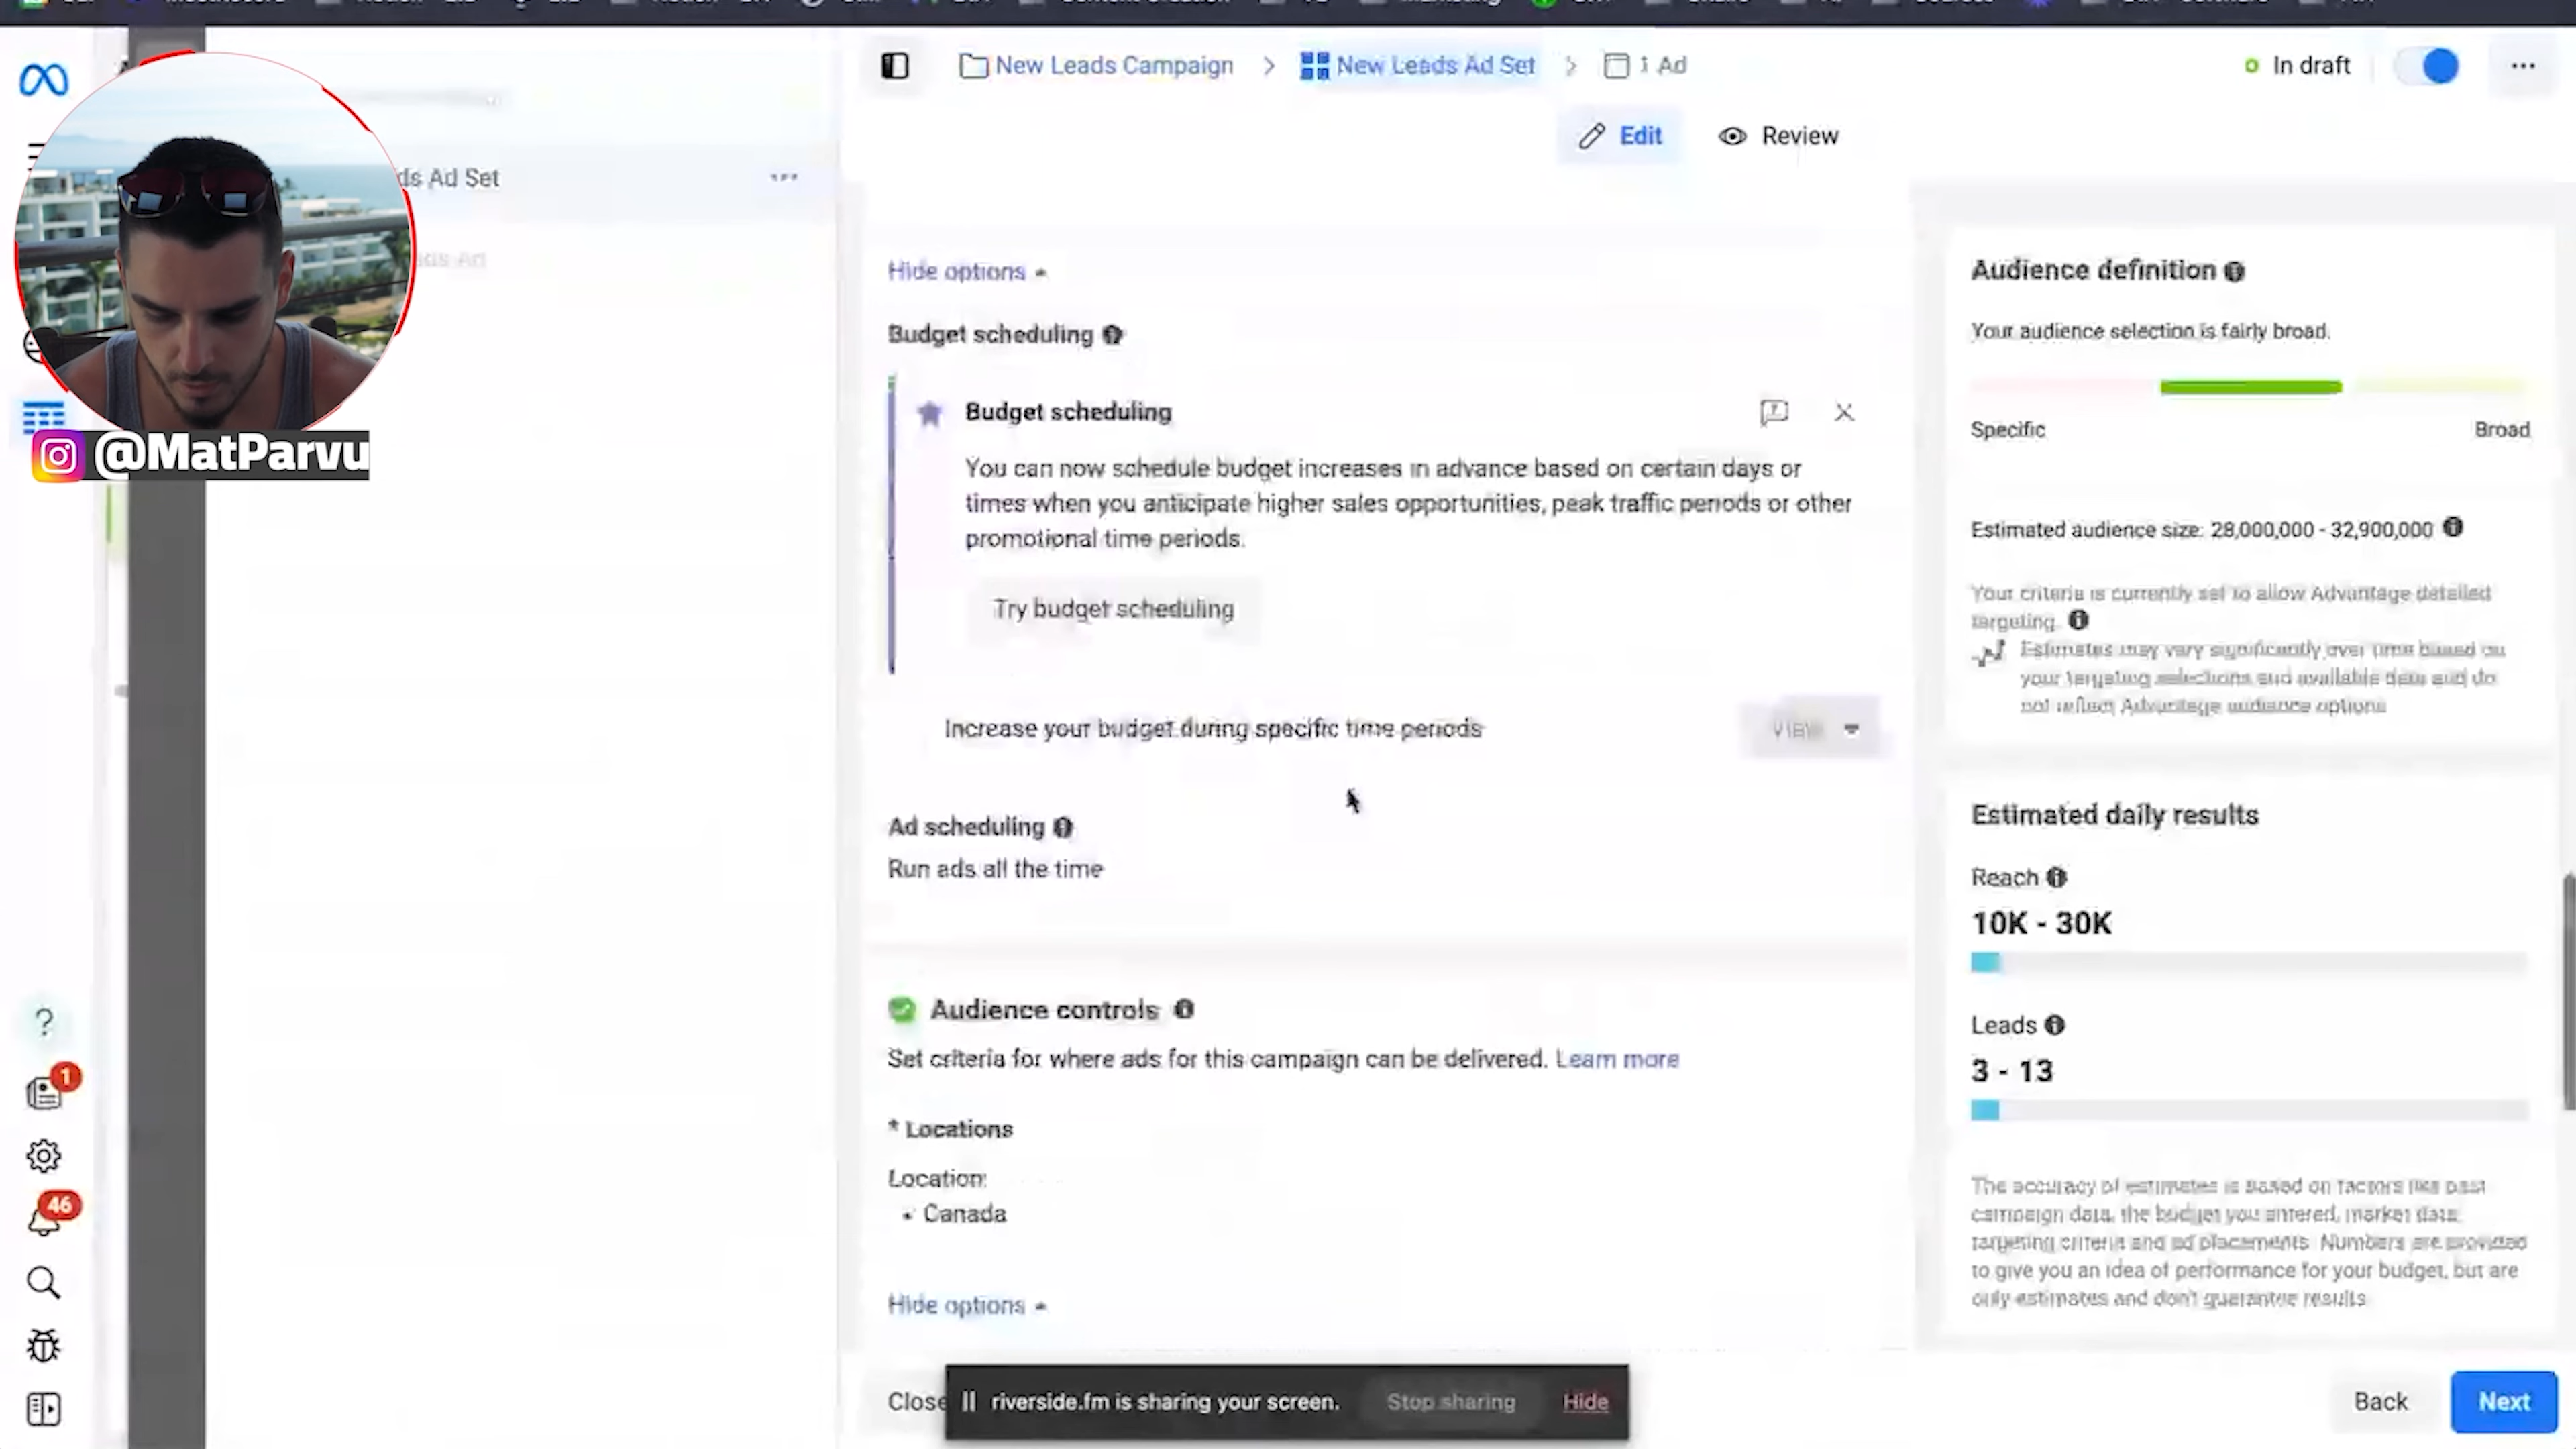 New Leads Campaign > New Leads Ad Set > 1 Ad
In draft
Edit
Review
ds Ad Set
@MatParvu
Hide options
Budget scheduling
Budget scheduling
You can now schedule budget increases in advance based on certain days or
times when you anticipate higher sales opportunities, peak traffic periods or other
promotional time periods.
Try budget scheduling
Increase your budget during specific time periods
View
Ad scheduling
Run ads all the time
Audience controls
Set criteria for where ads for this campaign can be delivered. Learn more
* Locations
Location:
Canada
Hide options
Close
riverside.fm is sharing your screen.
Stop sharing
Hide
Back
Next
Audience definition
Your audience selection is fairly broad.
Specific
Broad
Estimated audience size: 28,000,000 - 32,900,000
Your criteria is currently set to allow Advantage detailed
targeting.
Estimates may vary significantly over time based on
your targeting selections and available data and do
not reflect Advantage audience options
Estimated daily results
Reach
10K - 30K
Leads
3 - 13
The accuracy of estimates is based on factors like past
campaign data, the budget you entered, market data,
targeting criteria and ad placements. Numbers are provided
to give you an idea of performance for your budget, but are
only estimates and don't guarantee results.
1
46